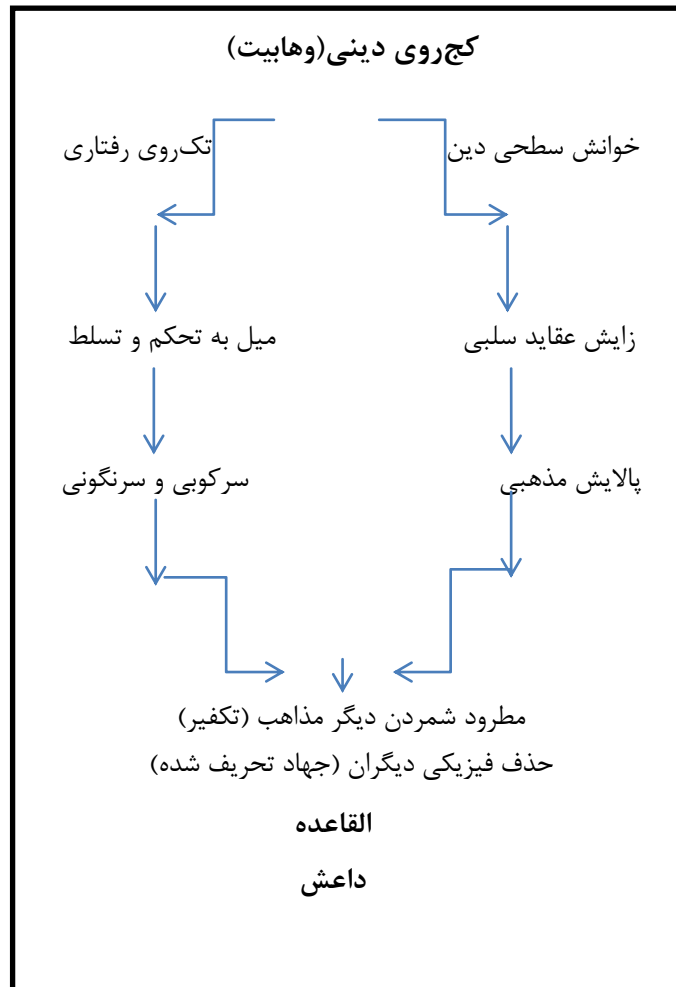 کج‌روی دینی(وهابیت)
خوانش سطحی دین
تک‌روی رفتاری
زایش عقاید سلبی
میل به تحکم و تسلط
پالایش مذهبی
سرکوبی و سرنگونی
مطرود شمردن دیگر مذاهب (تکفیر)
حذف فیزیکی دیگران (جهاد تحریف شده)
القاعده
داعش